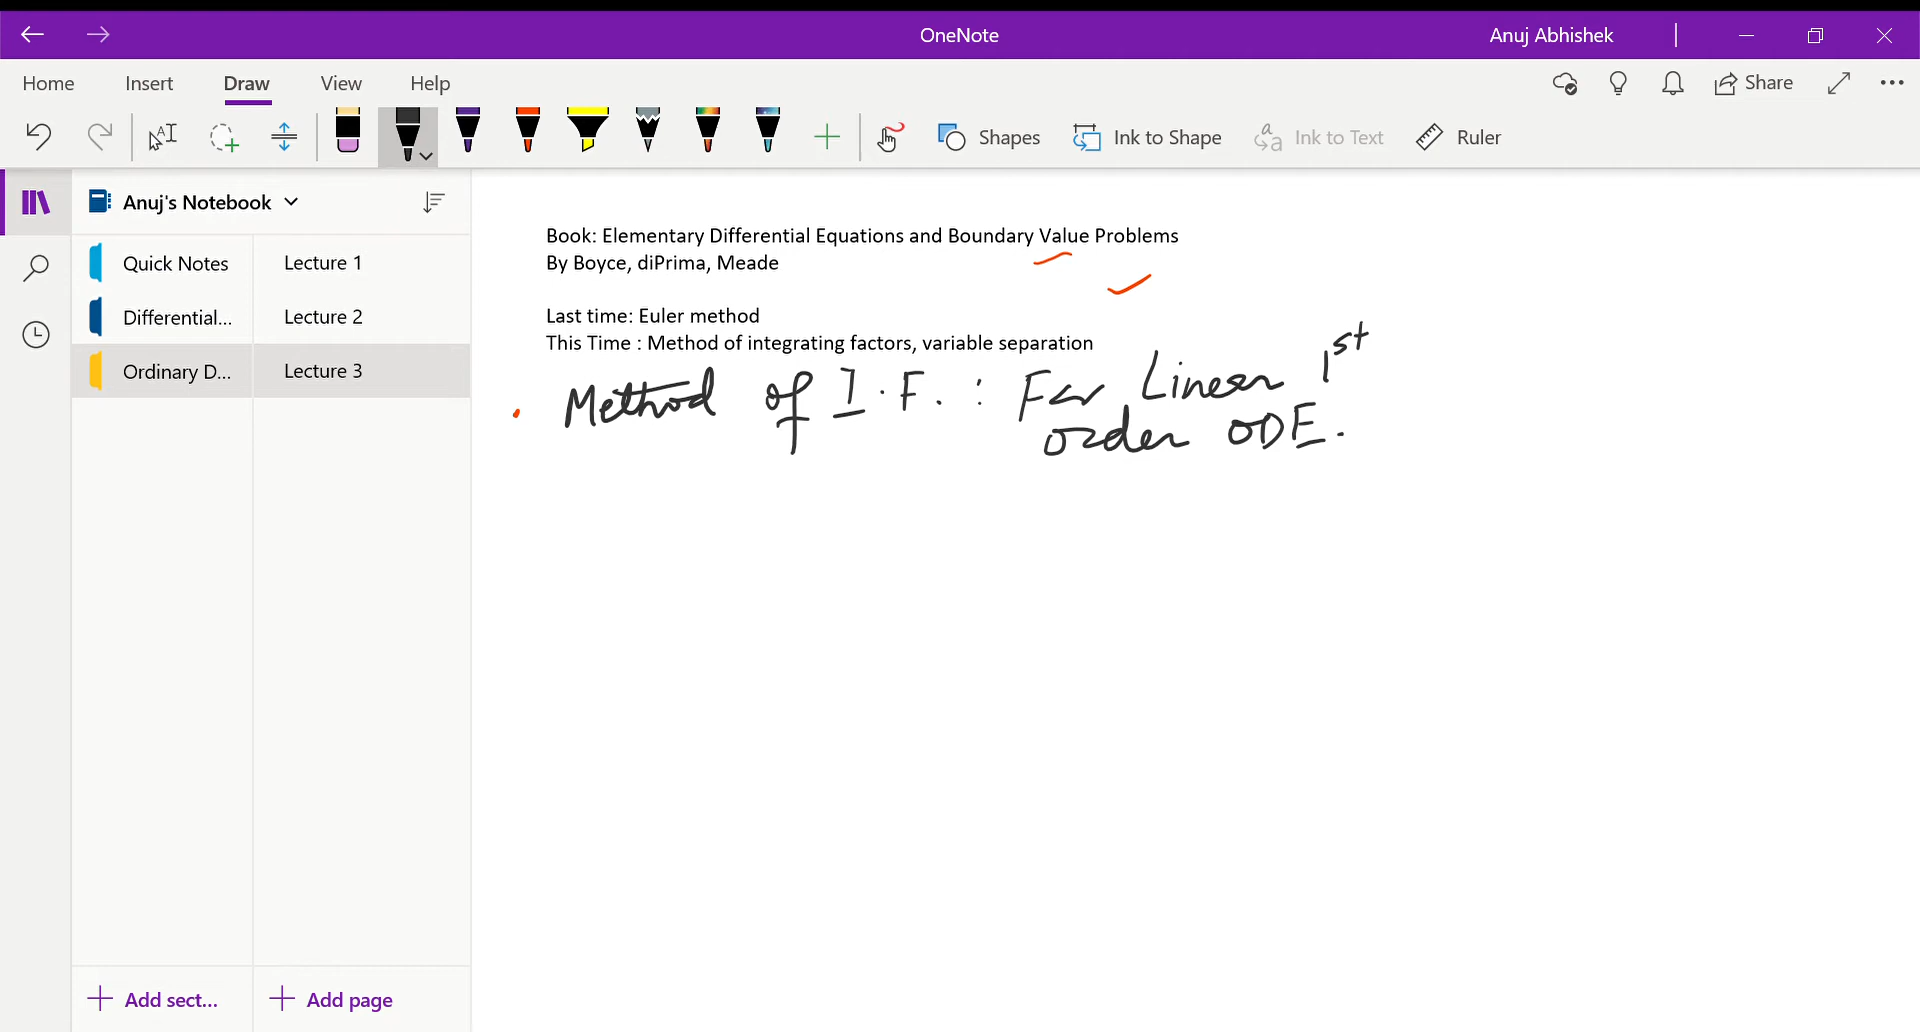 OneNote
Anuj Abhishek
Home Insert Draw View Help
Share
Shapes Ink to Shape Ink to Text Ruler
Anuj's Notebook
Quick Notes
Differential...
Ordinary D...
Lecture 1
Lecture 2
Lecture 3
Book: Elementary Differential Equations and Boundary Value Problems
By Boyce, diPrima, Meade
Last time: Euler method
This Time : Method of integrating factors, variable separation
Method of I.F. : For Linear 1st
order ODE.
Add sect...
Add page